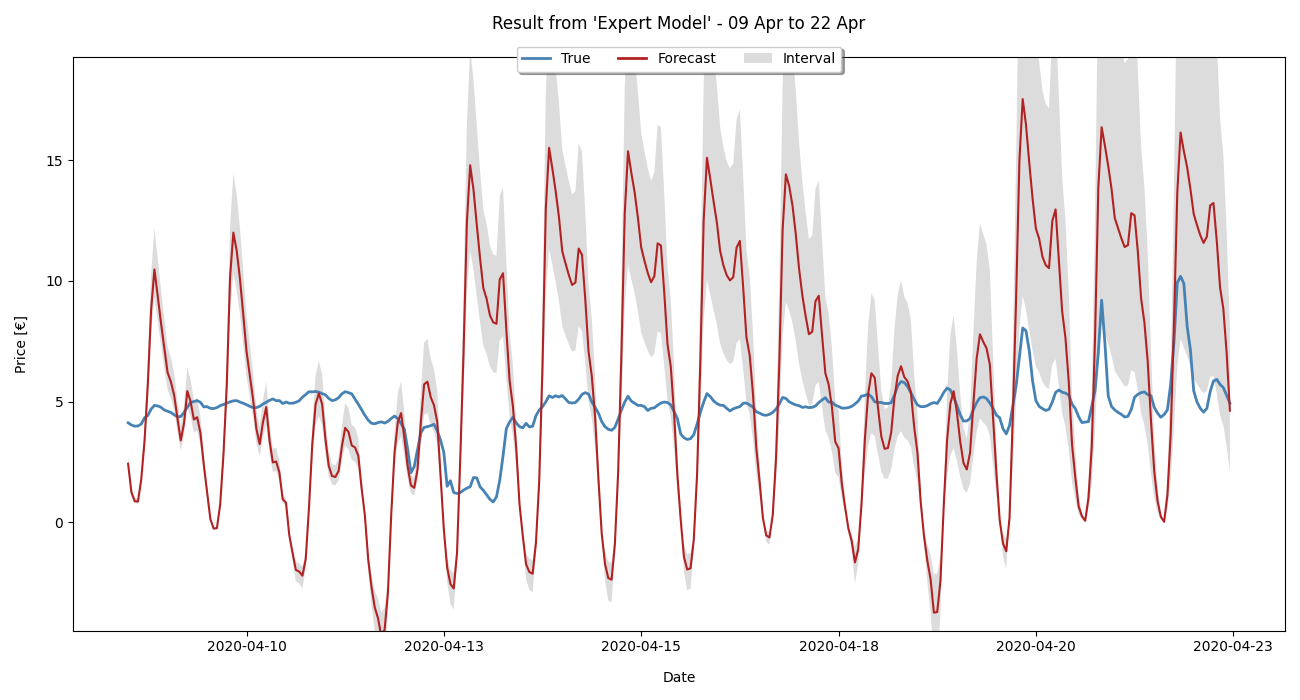 Result from 'Expert Model' - 09 Apr to 22 Apr
True Forecast Interval
Price [€]
15
10
5
0
2020-04-10 2020-04-13 2020-04-15 2020-04-18 2020-04-20 2020-04-23
Date